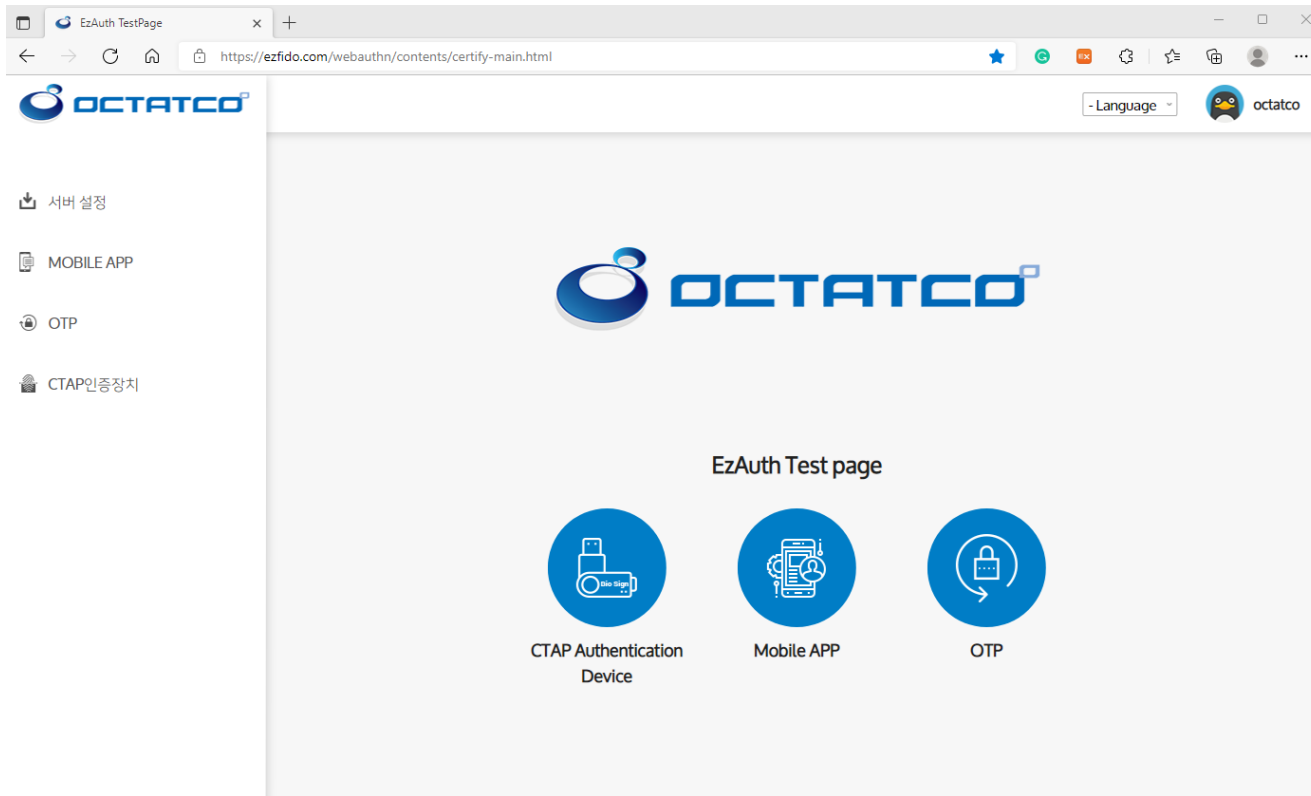 EzAuth TestPage
https://ezfido.com/webauthn/contents/certify-main.html
OCTATCO
- Language
octatco
서버 설정
MOBILE APP
OTP
CTAP인증장치
OCTATCO
EzAuth Test page
Bio Sign
CTAP Authentication
Device
Mobile APP
OTP